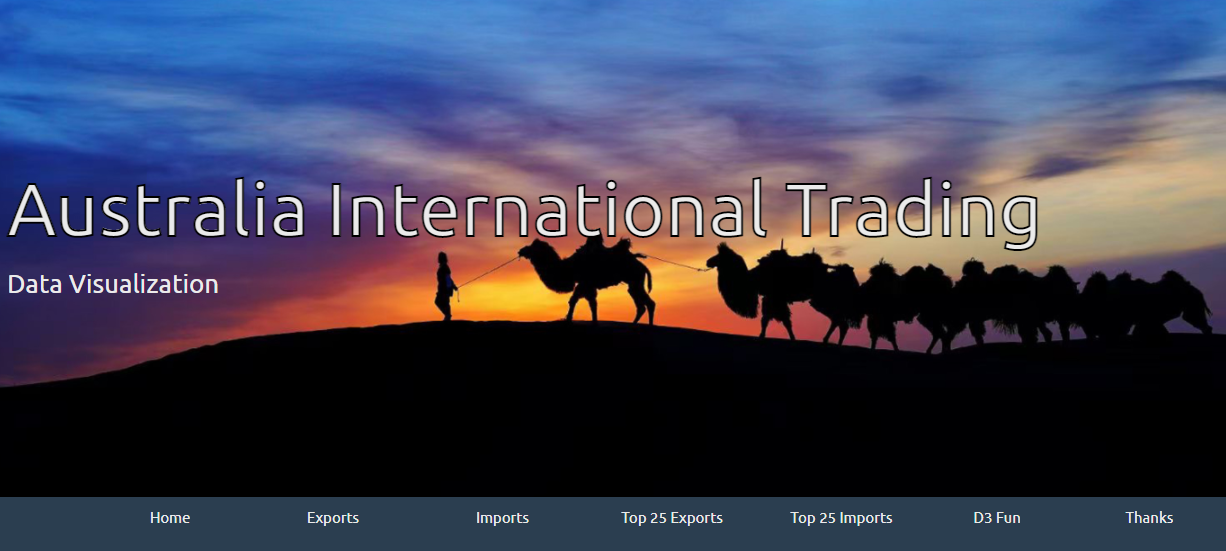 Australia International Trading
Data Visualization
Home Exports Imports Top 25 Exports Top 25 Imports D3 Fun Thanks